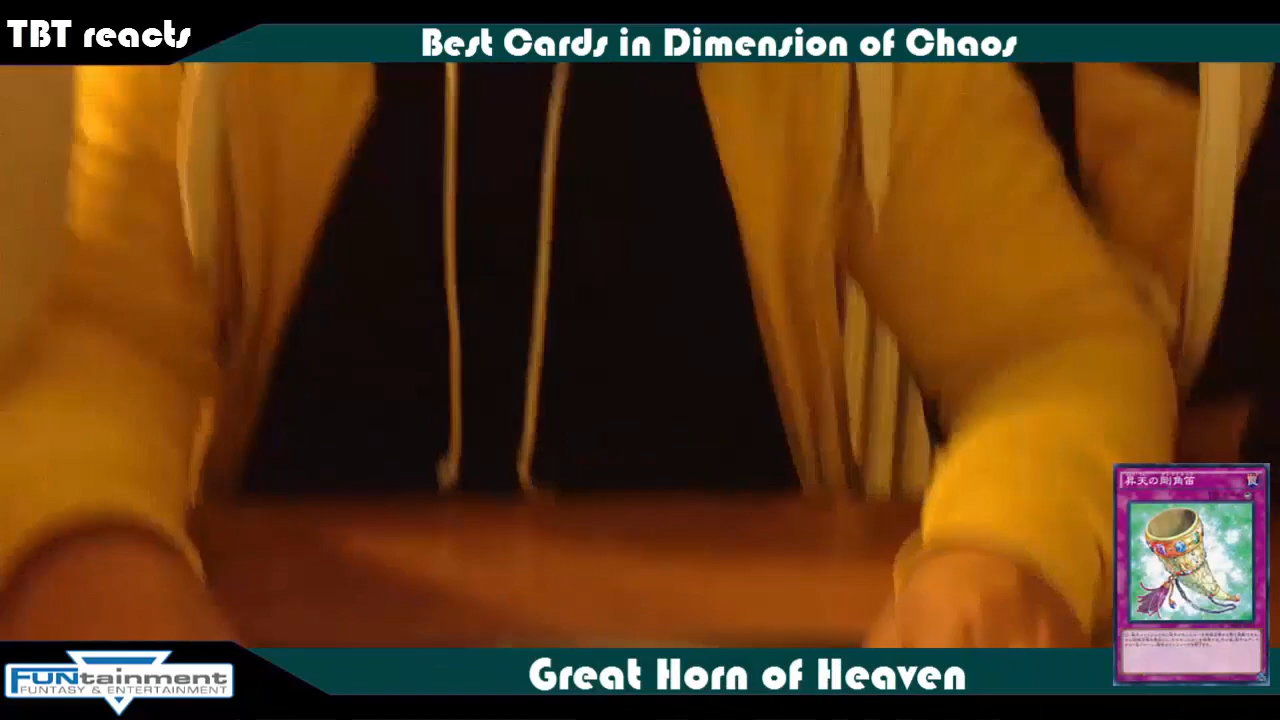 TBT reacts
Best Cards in Dimension of Chaos
昇天の剛角笛
FUNtainment
FUNTASY & ENTERTAINMENT
Great Horn of Heaven